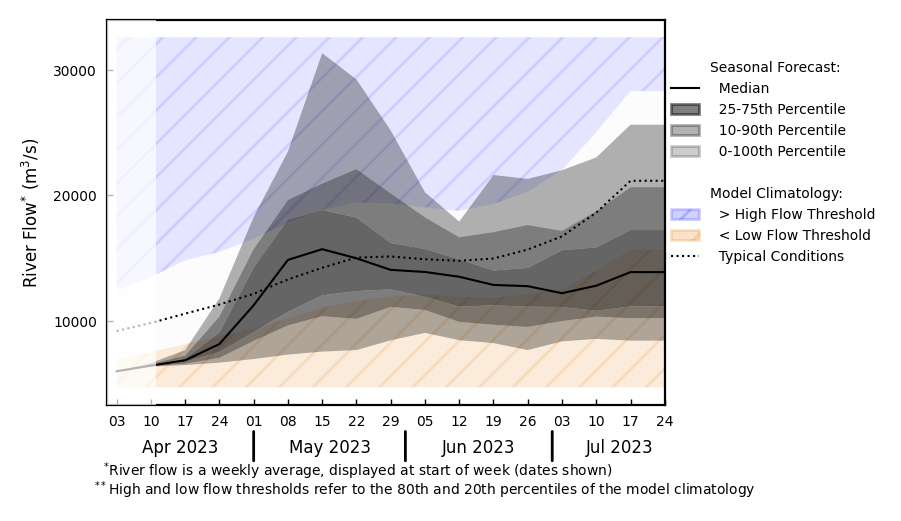 30000
20000
10000
River Flow* (m³/s)
03 10 17 24 01 08 15 22 29 05 12 19 26 03 10 17 24
Apr 2023 May 2023 Jun 2023 Jul 2023
*River flow is a weekly average, displayed at start of week (dates shown)
**High and low flow thresholds refer to the 80th and 20th percentiles of the model climatology
Seasonal Forecast:
Median
25-75th Percentile
10-90th Percentile
0-100th Percentile
Model Climatology:
> High Flow Threshold
< Low Flow Threshold
Typical Conditions